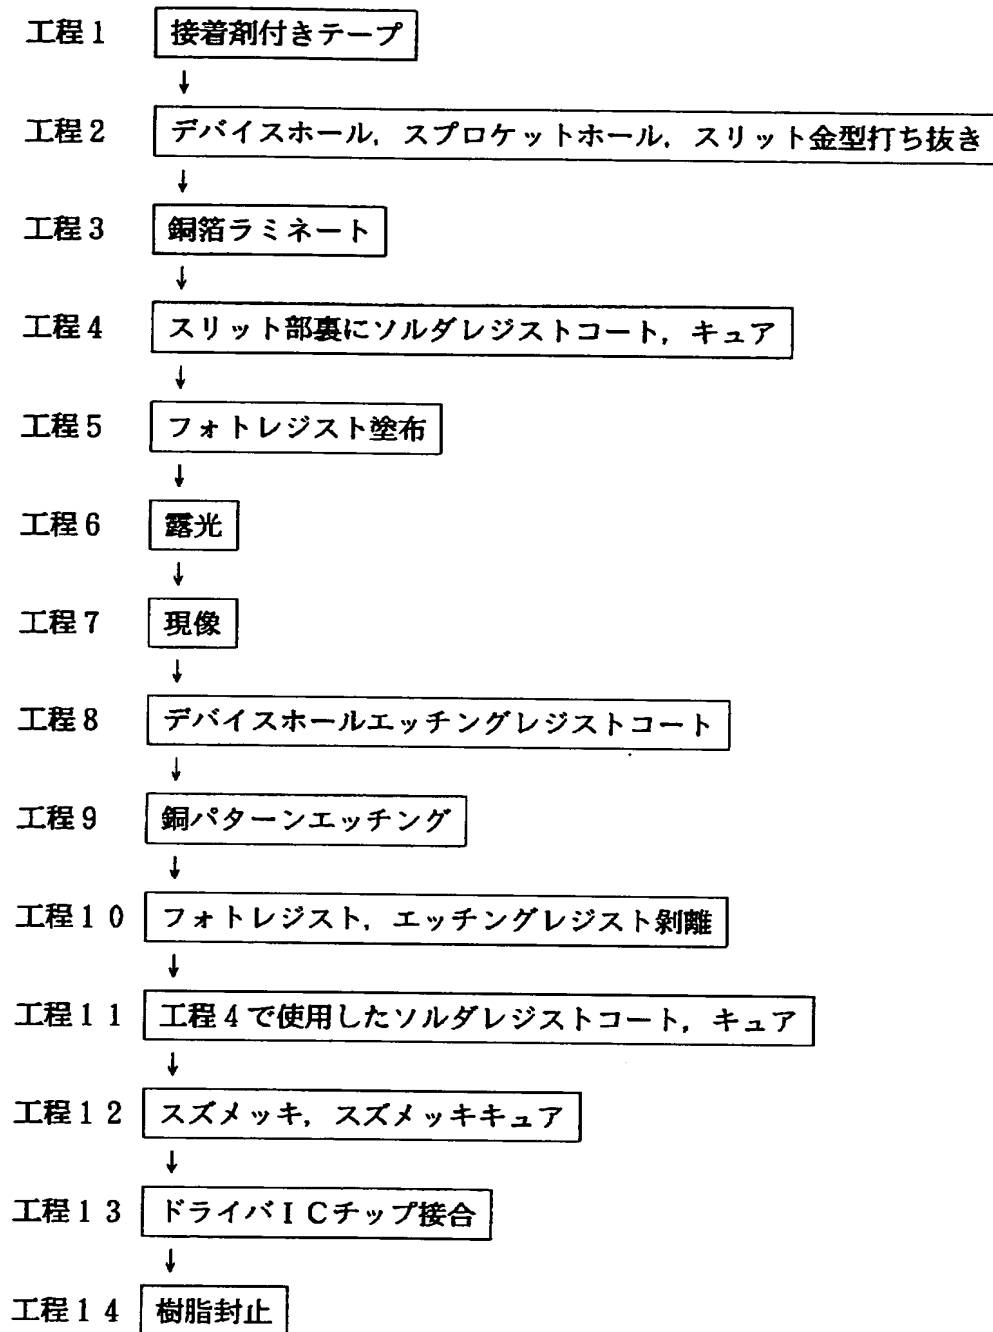 工程1 接着剤付きテープ
↓
工程2 デバイスホール，スプロケットホール，スリット金型打ち抜き
↓
工程3 銅箔ラミネート
↓
工程4 スリット部裏にソルダレジストコート，キュア
↓
工程5 フォトレジスト塗布
↓
工程6 露光
↓
工程7 現像
↓
工程8 デバイスホールエッチングレジストコート
↓
工程9 銅パターンエッチング
↓
工程10 フォトレジスト，エッチングレジスト剝離
↓
工程11 工程4で使用したソルダレジストコート，キュア
↓
工程12 スズメッキ，スズメッキキュア
↓
工程13 ドライバICチップ接合
↓
工程14 樹脂封止